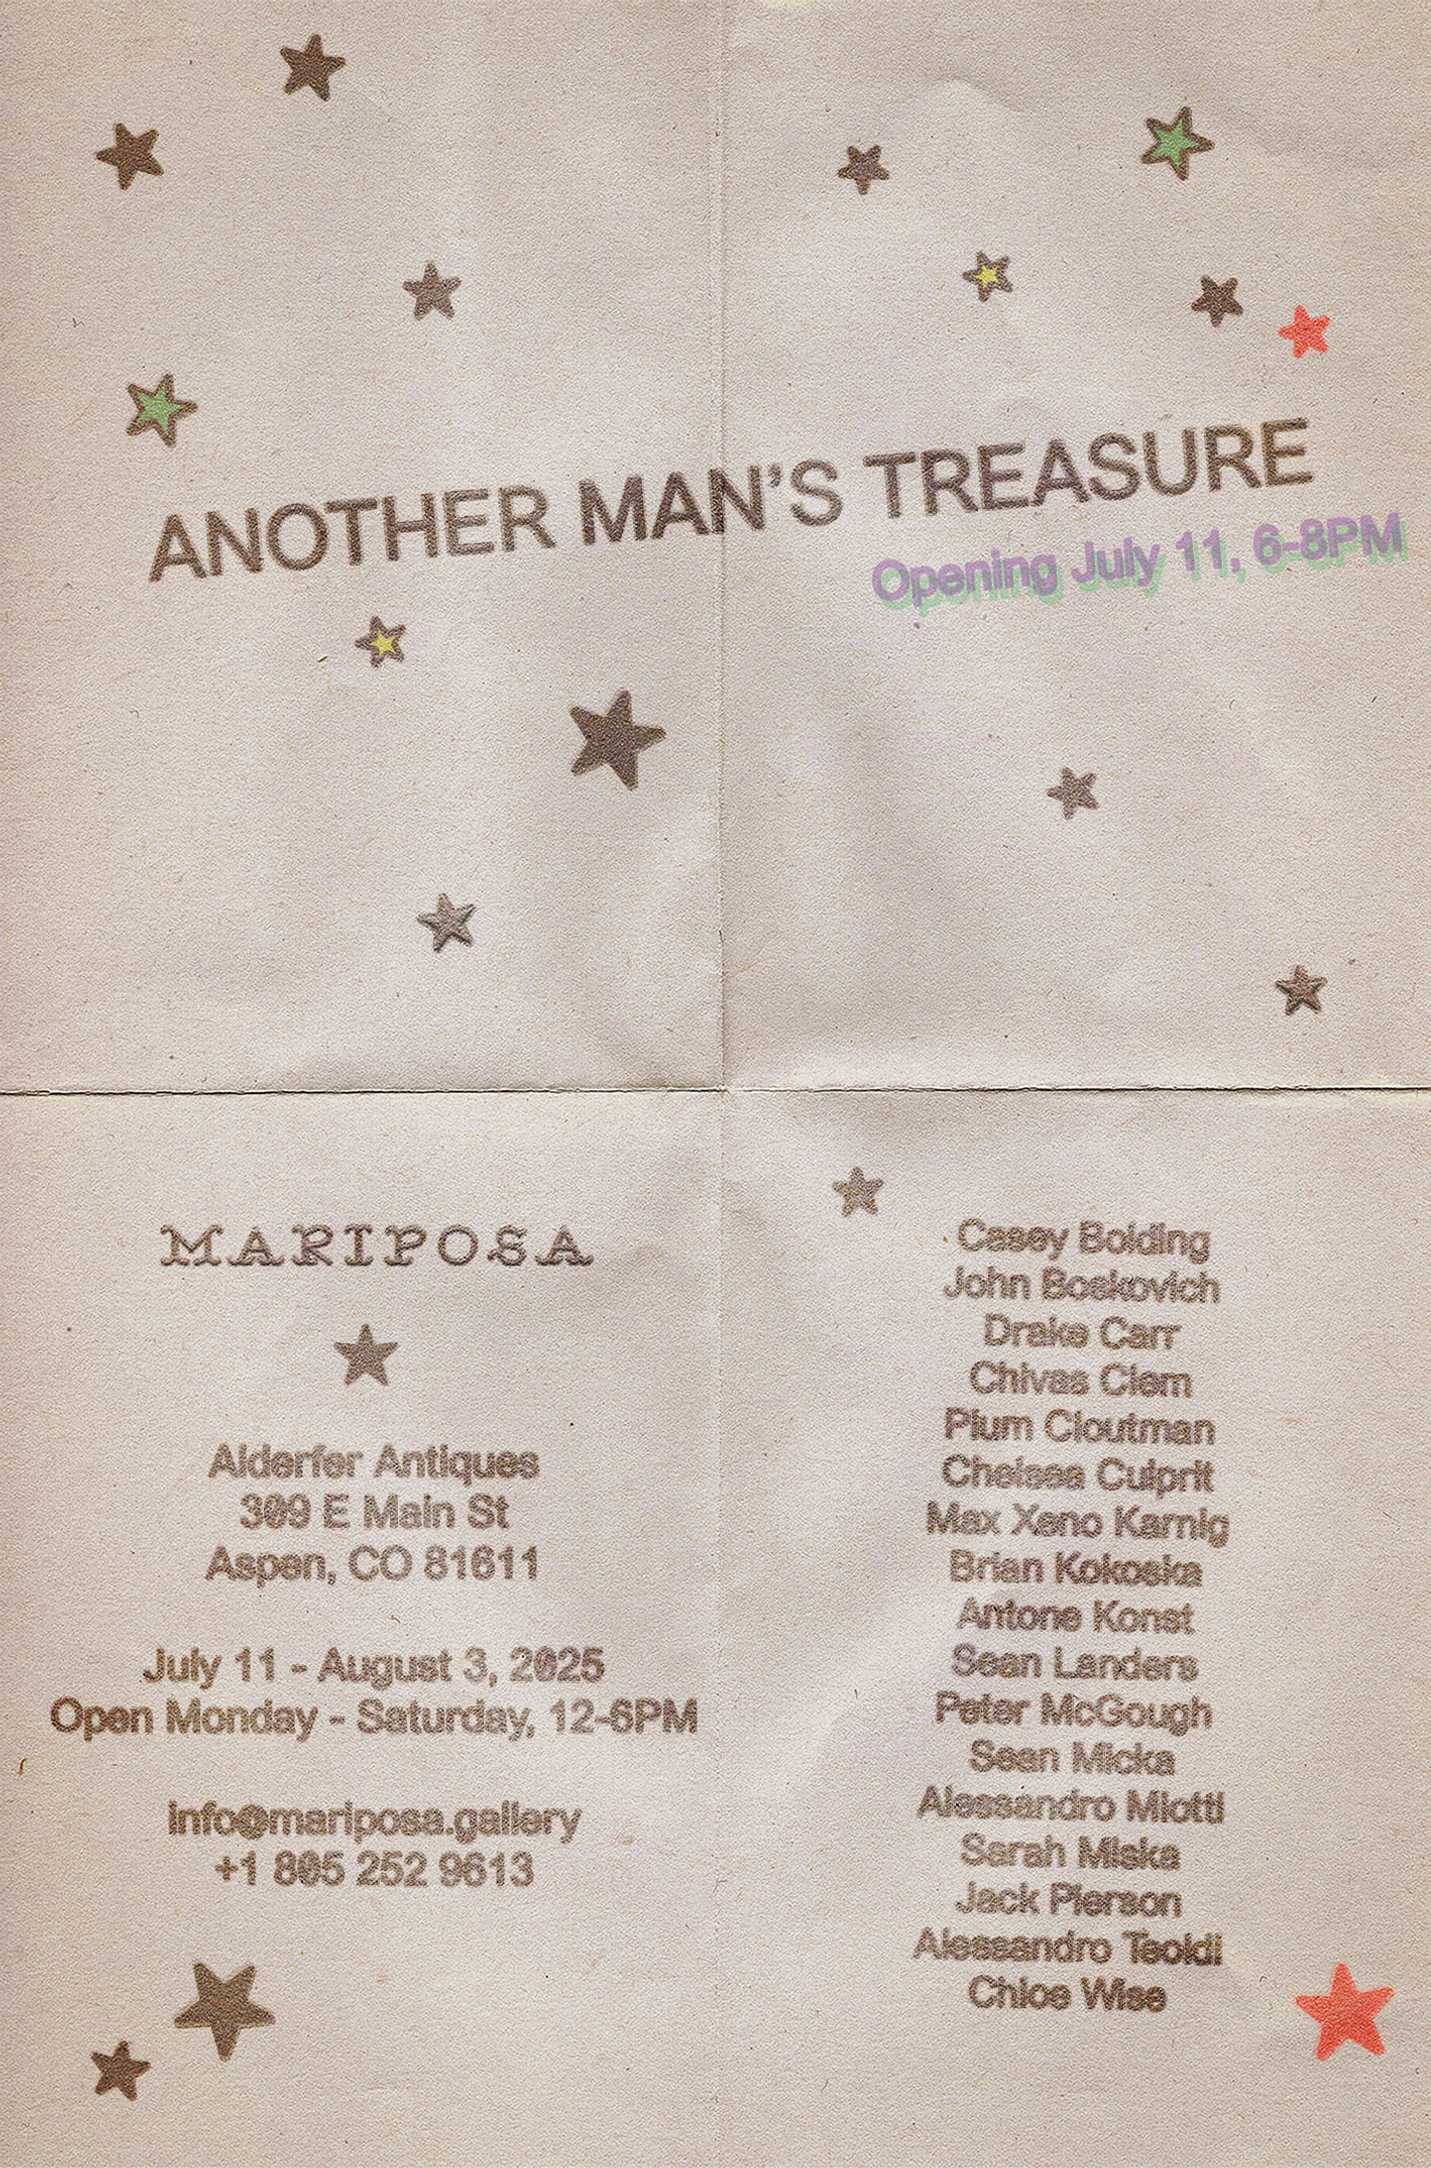 ANOTHER MAN’S TREASURE
Opening July 11, 6-8PM
MARIPOSA
Alderfer Antiques
309 E Main St
Aspen, CO 81611
July 11 - August 3, 2025
Open Monday - Saturday, 12-6PM
info@mariposa.gallery
+1 805 252 9613
Casey Bolding
John Boskovich
Drake Carr
Chivas Clem
Plum Cloutman
Chelsea Culprit
Max Xeno Karnig
Brian Kokoska
Antone Konst
Sean Landers
Peter McGough
Sean Micka
Alessandro Miotti
Sarah Miska
Jack Pierson
Alessandro Teoldi
Chloe Wise